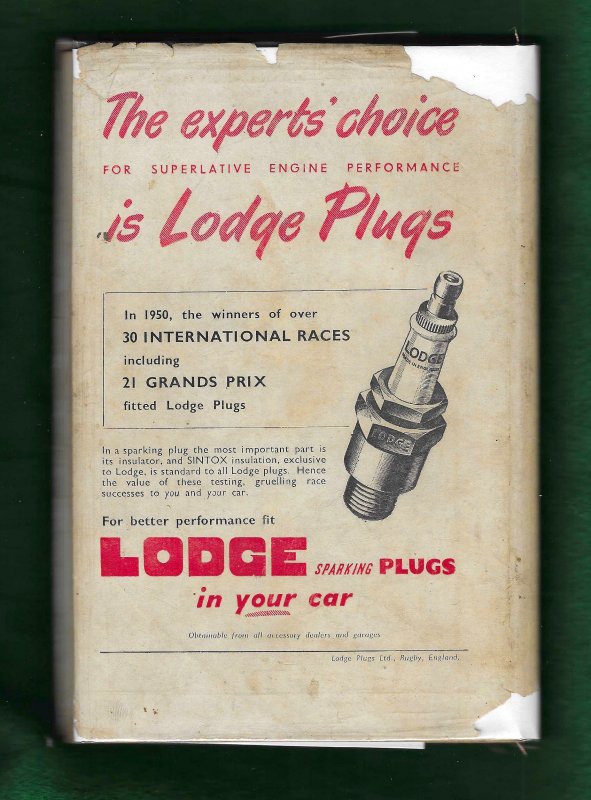 The experts' choice
FOR SUPERLATIVE ENGINE PERFORMANCE
is Lodge Plugs
In 1950, the winners of over
30 INTERNATIONAL RACES
including
21 GRANDS PRIX
fitted Lodge Plugs
LODGE
MADE IN ENGLAND
LODGE
In a sparking plug the most important part is
its insulator, and SINTOX insulation, exclusive
to Lodge, is standard to all Lodge plugs. Hence
the value of these testing, gruelling race
successes to you and your car.
For better performance fit
LODGE SPARKING PLUGS
in your car
Obtainable from all accessory dealers and garages
Lodge Plugs Ltd., Rugby, England.